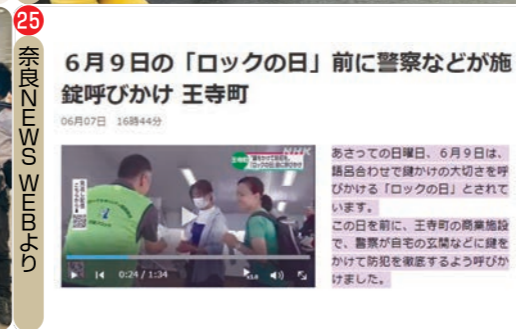 25
奈良NEWS WEBより
6月9日の「ロックの日」前に警察などが施
錠呼びかけ 王寺町
06月07日 16時44分
NHK
王寺町
0:24 / 1:34
x1.0
あさっての日曜日、6月9日は、
語呂合わせで鍵かけの大切さを呼
びかける「ロックの日」とされて
います。
この日を前に、王寺町の商業施設
で、警察が自宅の玄関などに鍵を
かけて防犯を徹底するよう呼びか
けました。